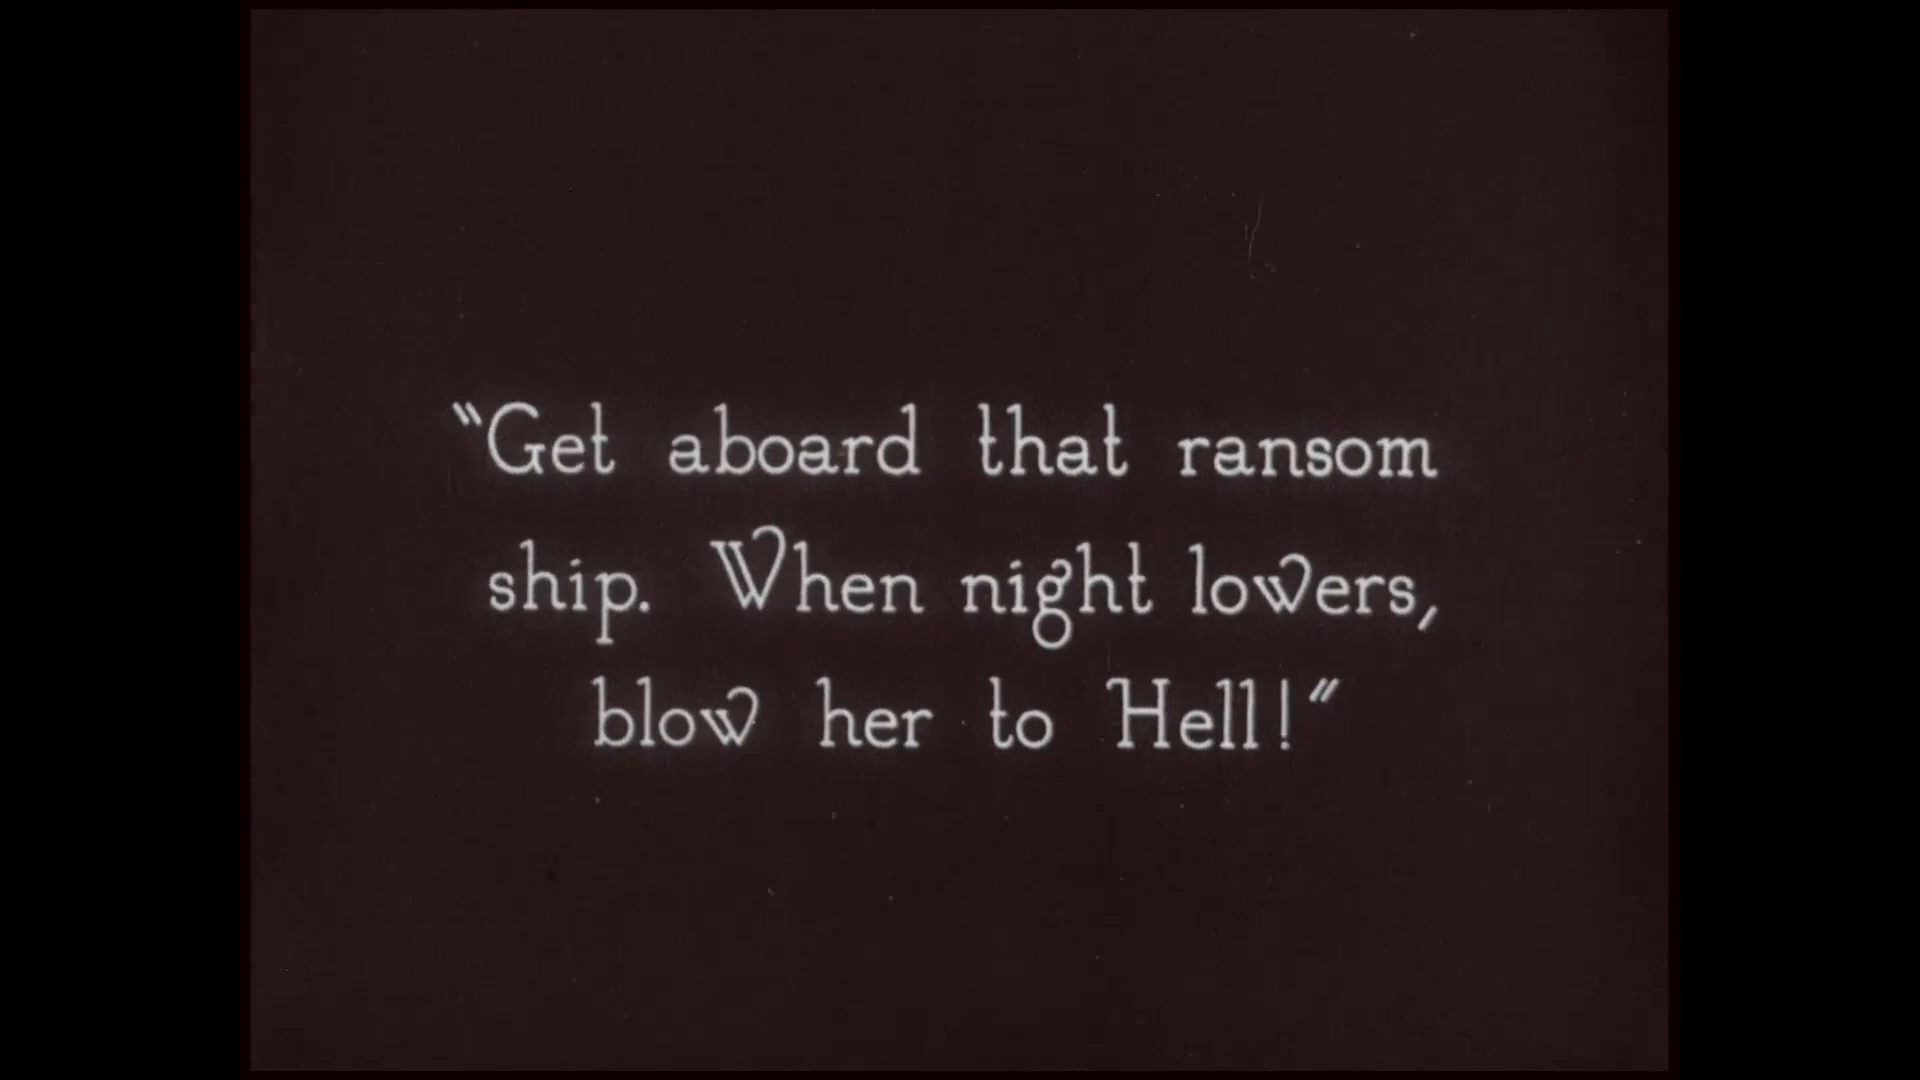 "Get aboard that ransom
ship. When night lowers,
blow her to Hell!"